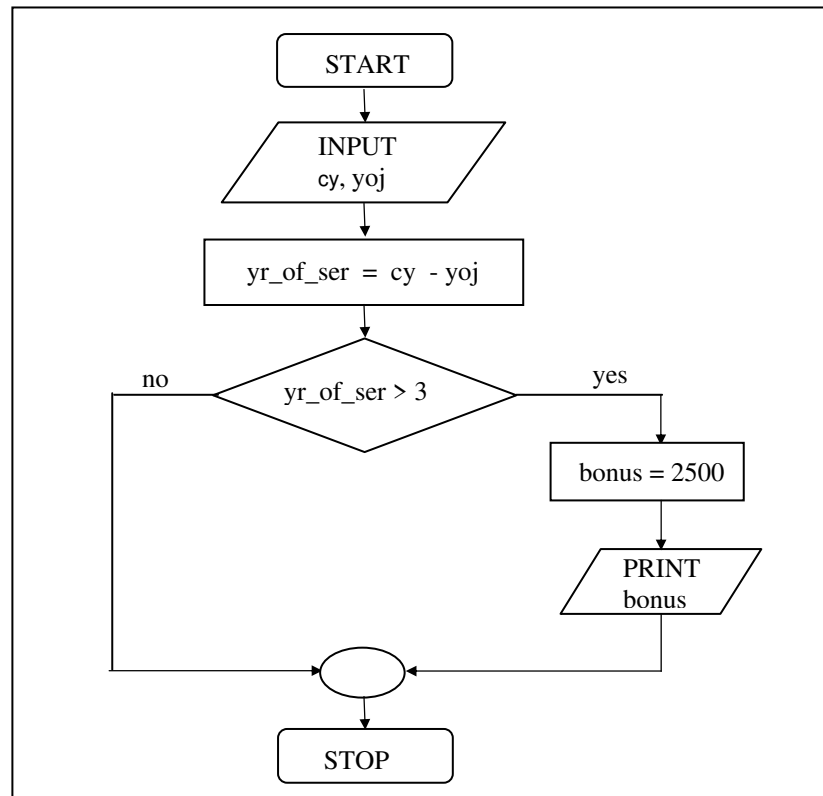 START
INPUT
cy, yoj
yr_of_ser = cy - yoj
no
yr_of_ser > 3
yes
bonus = 2500
PRINT
bonus
STOP